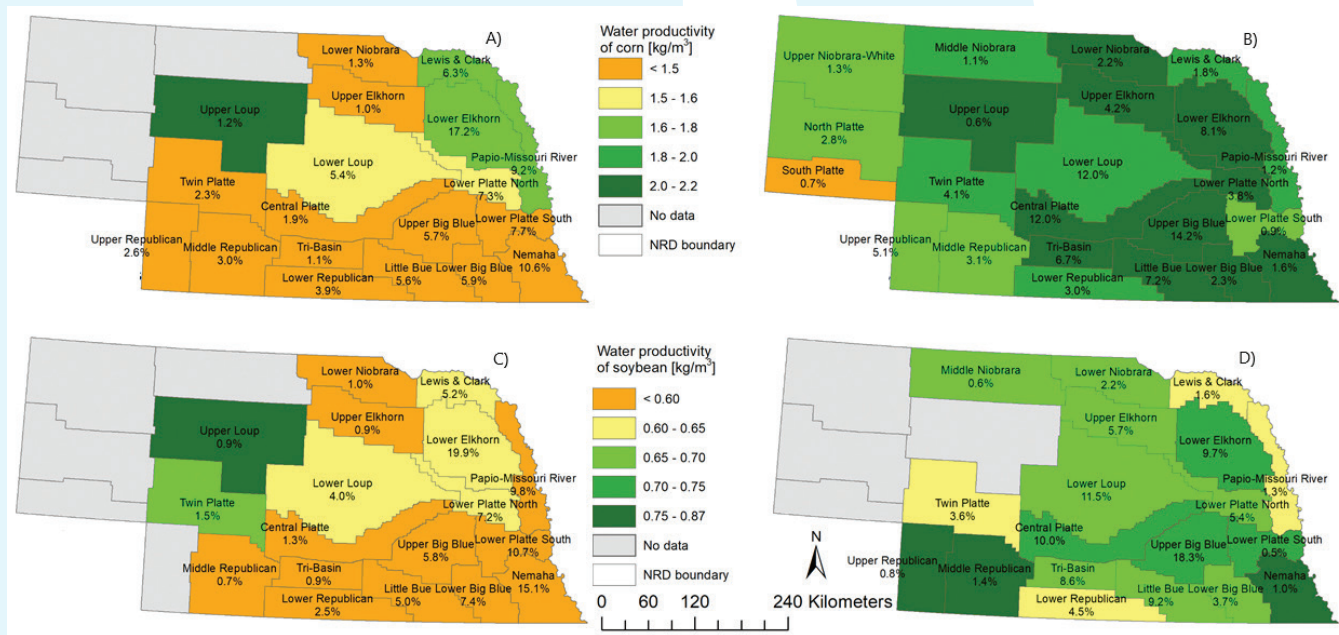 A)
Lower Niobrara
1.3%
Lewis & Clark
6.3%
Upper Loup
1.2%
Upper Elkhorn
1.0%
Lower Elkhorn
17.2%
Lower Loup
5.4%
Papio-Missouri River
9.2%
Twin Platte
2.3%
Lower Platte North
7.3%
Central Platte
1.9%
Upper Big Blue
5.7%
Lower Platte South
7.7%
Upper Republican
2.6%
Middle Republican
3.0%
Tri-Basin
1.1%
Nemaha
10.6%
Little Bue
5.6%
Lower Big Blue
5.9%
Lower Republican
3.9%
Water productivity
of corn [kg/m³]
< 1.5
1.5 - 1.6
1.6 - 1.8
1.8 - 2.0
2.0 - 2.2
No data
NRD boundary
B)
Upper Niobrara-White
1.3%
Middle Niobrara
1.1%
Lower Niobrara
2.2%
Lewis & Clark
1.8%
Upper Loup
0.6%
Upper Elkhorn
4.2%
Lower Elkhorn
8.1%
North Platte
2.8%
Lower Loup
12.0%
Papio-Missouri River
1.2%
South Platte
0.7%
Twin Platte
4.1%
Lower Platte North
3.8%
Central Platte
12.0%
Upper Big Blue
14.2%
Lower Platte South
0.9%
Upper Republican
5.1%
Middle Republican
3.1%
Tri-Basin
6.7%
Nemaha
1.6%
Little Bue
7.2%
Lower Big Blue
2.3%
Lower Republican
3.0%
C)
Lower Niobrara
1.0%
Lewis & Clark
5.2%
Upper Loup
0.9%
Upper Elkhorn
0.9%
Lower Elkhorn
19.9%
Lower Loup
4.0%
Papio-Missouri River
9.8%
Twin Platte
1.5%
Lower Platte North
7.2%
Central Platte
1.3%
Upper Big Blue
5.8%
Lower Platte South
10.7%
Middle Republican
0.7%
Tri-Basin
0.9%
Nemaha
15.1%
Little Bue
5.0%
Lower Big Blue
7.4%
Lower Republican
2.5%
Water productivity
of soybean [kg/m³]
< 0.60
0.60 - 0.65
0.65 - 0.70
0.70 - 0.75
0.75 - 0.87
No data
NRD boundary
N
0 60 120 240 Kilometers
D)
Middle Niobrara
0.6%
Lower Niobrara
2.2%
Lewis & Clark
1.6%
Upper Elkhorn
5.7%
Lower Elkhorn
9.7%
Lower Loup
11.5%
Papio-Missouri River
1.3%
Twin Platte
3.6%
Lower Platte North
5.4%
Central Platte
10.0%
Upper Big Blue
18.3%
Lower Platte South
0.5%
Upper Republican
0.8%
Middle Republican
1.4%
Tri-Basin
8.6%
Nemaha
1.0%
Little Bue
9.2%
Lower Big Blue
3.7%
Lower Republican
4.5%